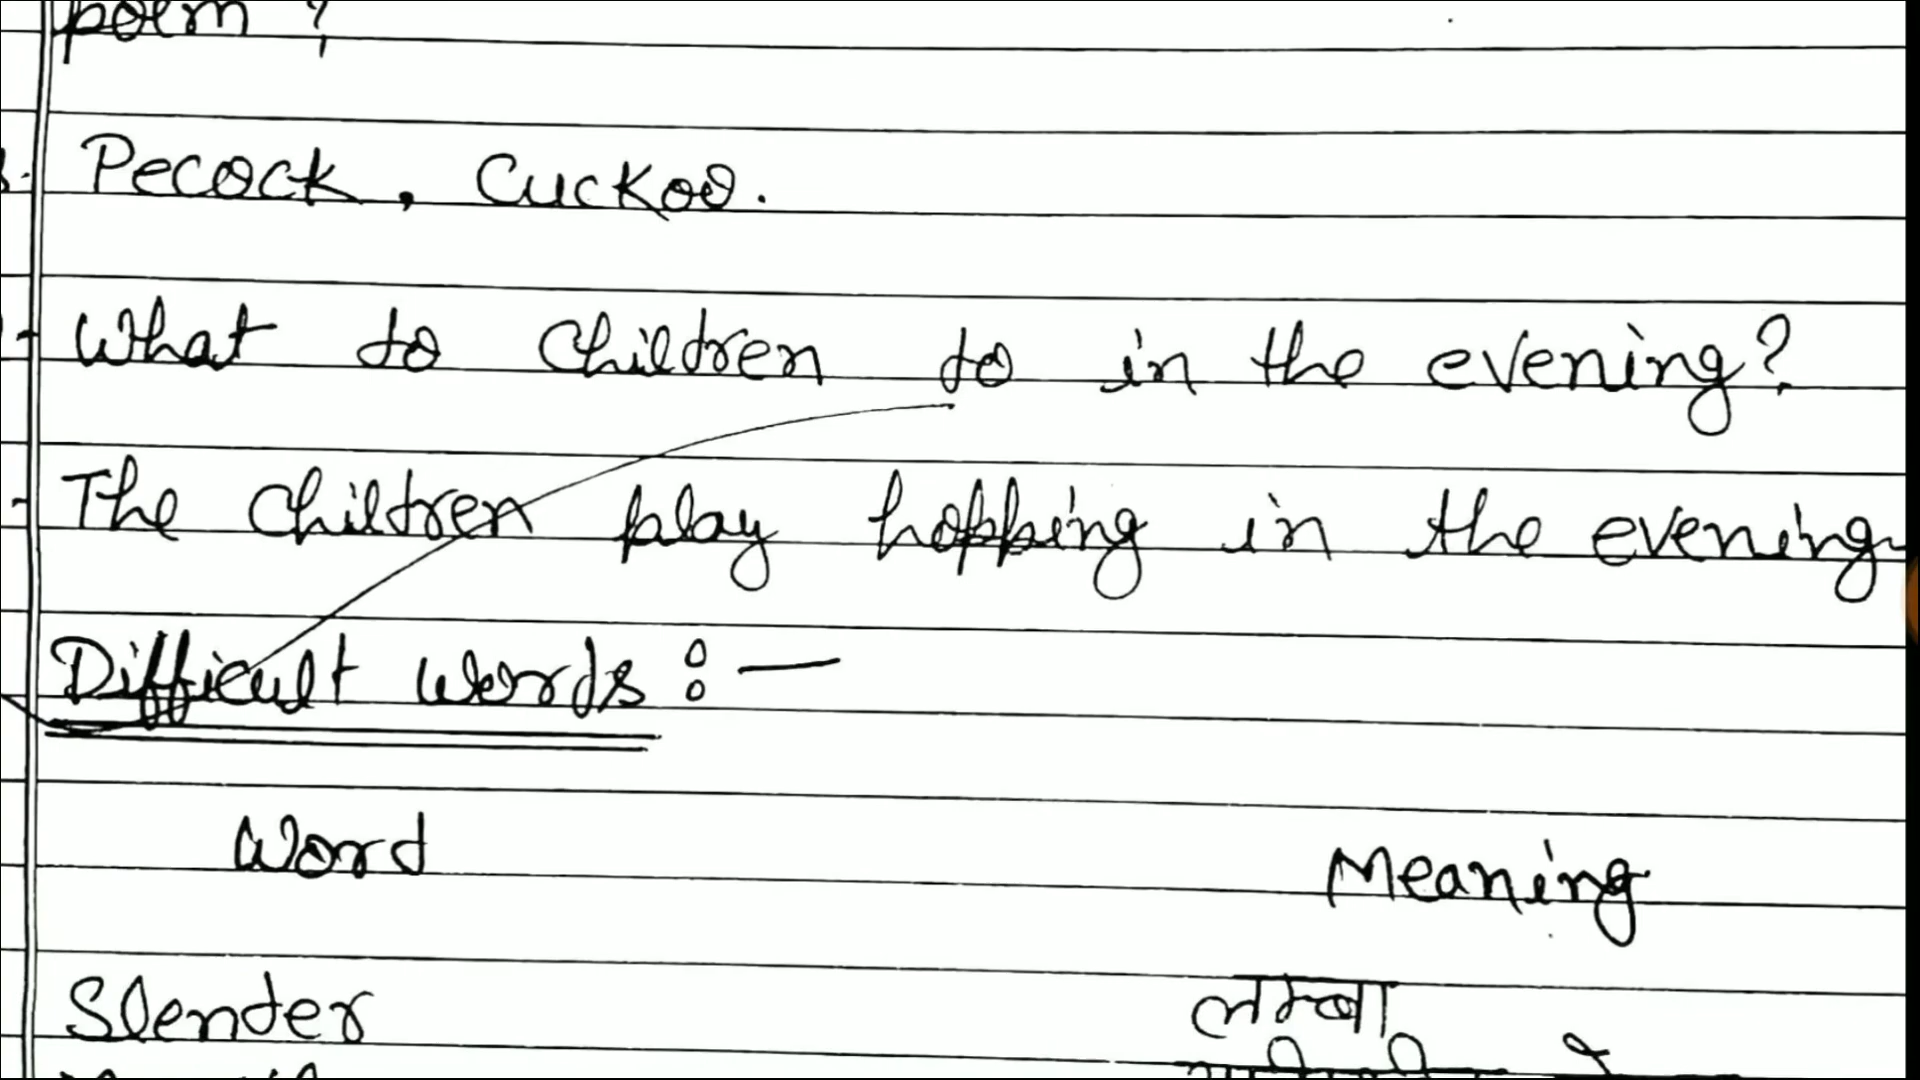 poem ?
Pecock, Cuckoo.
What do children do in the evening?
The children play hopping in the evening
Difficult words :-
Word Meaning
Slender लम्बा